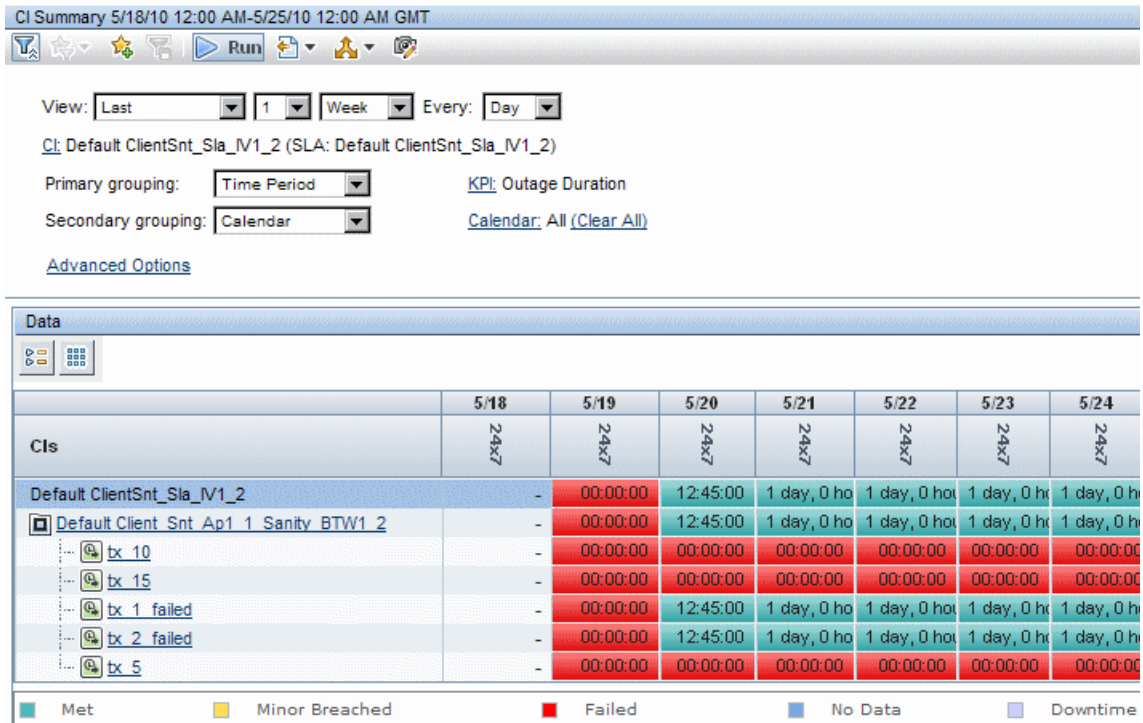 CI Summary 5/18/10 12:00 AM-5/25/10 12:00 AM GMT
Run
View: Last 1 Week Every: Day
CI: Default ClientSnt_Sla_IV1_2 (SLA: Default ClientSnt_Sla_IV1_2)
Primary grouping: Time Period KPI: Outage Duration
Secondary grouping: Calendar Calendar: All (Clear All)
Advanced Options
Data
5/18 5/19 5/20 5/21 5/22 5/23 5/24
CIs 24x7 24x7 24x7 24x7 24x7 24x7 24x7
Default ClientSnt_Sla_IV1_2 - 00:00:00 12:45:00 1 day, 0 ho 1 day, 0 hou 1 day, 0 ho 1 day, 0 h
Default Client_Snt_Ap1_1_Sanity_BTW1_2 - 00:00:00 12:45:00 1 day, 0 ho 1 day, 0 hou 1 day, 0 ho 1 day, 0 h
tx_10 - 00:00:00 00:00:00 00:00:00 00:00:00 00:00:00 00:00:00
tx_15 - 00:00:00 00:00:00 00:00:00 00:00:00 00:00:00 00:00:00
tx_1_failed - 00:00:00 12:45:00 1 day, 0 ho 1 day, 0 hou 1 day, 0 ho 1 day, 0 h
tx_2_failed - 00:00:00 12:45:00 1 day, 0 ho 1 day, 0 hou 1 day, 0 ho 1 day, 0 h
tx_5 - 00:00:00 00:00:00 00:00:00 00:00:00 00:00:00 00:00:00
Met Minor Breached Failed No Data Downtime